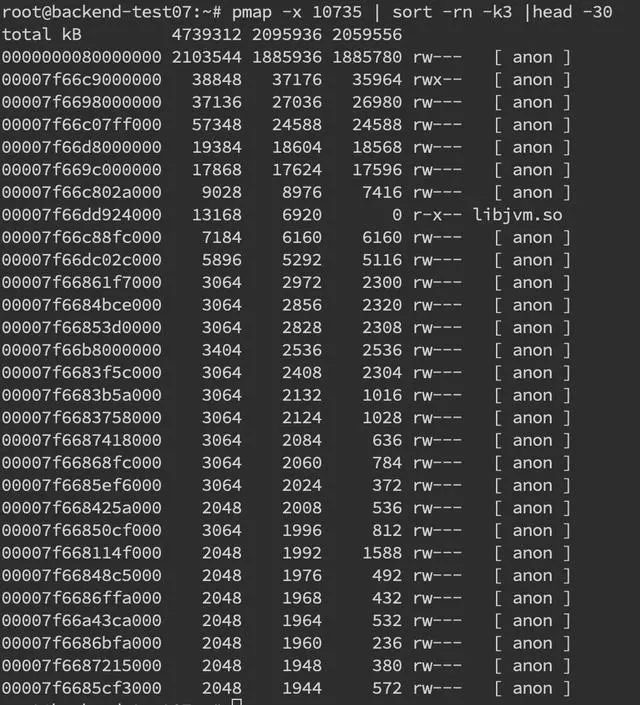 root@backend-test07:~# pmap -x 10735 | sort -rn -k3 |head -30
total kB 4739312 2095936 2059556
0000000080000000 2103544 1885936 1885780 rw--- [ anon ]
00007f66c9000000 38848 37176 35964 rwx-- [ anon ]
00007f6698000000 37136 27036 26980 rw--- [ anon ]
00007f66c07ff000 57348 24588 24588 rw--- [ anon ]
00007f66d8000000 19384 18604 18568 rw--- [ anon ]
00007f669c000000 17868 17624 17596 rw--- [ anon ]
00007f66c802a000 9028 8976 7416 rw--- [ anon ]
00007f66dd924000 13168 6920 0 r-x-- libjvm.so
00007f66c88fc000 7184 6160 6160 rw--- [ anon ]
00007f66dc02c000 5896 5292 5116 rw--- [ anon ]
00007f66861f7000 3064 2972 2300 rw--- [ anon ]
00007f6684bce000 3064 2856 2320 rw--- [ anon ]
00007f66853d0000 3064 2828 2308 rw--- [ anon ]
00007f66b8000000 3404 2536 2536 rw--- [ anon ]
00007f6683f5c000 3064 2408 2304 rw--- [ anon ]
00007f6683b5a000 3064 2132 1016 rw--- [ anon ]
00007f6683758000 3064 2124 1028 rw--- [ anon ]
00007f6687418000 3064 2084 636 rw--- [ anon ]
00007f66868fc000 3064 2060 784 rw--- [ anon ]
00007f6685ef6000 3064 2024 372 rw--- [ anon ]
00007f668425a000 2048 2008 536 rw--- [ anon ]
00007f66850cf000 3064 1996 812 rw--- [ anon ]
00007f668114f000 2048 1992 1588 rw--- [ anon ]
00007f66848c5000 2048 1976 492 rw--- [ anon ]
00007f6686ffa000 2048 1968 432 rw--- [ anon ]
00007f66a43ca000 2048 1964 532 rw--- [ anon ]
00007f6686bfa000 2048 1960 236 rw--- [ anon ]
00007f6687215000 2048 1948 380 rw--- [ anon ]
00007f6685cf3000 2048 1944 572 rw--- [ anon ]